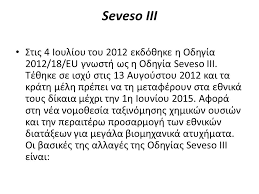 Seveso III
• Στις 4 Ιουλίου του 2012 εκδόθηκε η Οδηγία
2012/18/EU γνωστή ως η Οδηγία Seveso III.
Τέθηκε σε ισχύ στις 13 Αυγούστου 2012 και τα
κράτη μέλη πρέπει να τη μεταφέρουν στα εθνικά
τους δίκαια μέχρι την 1η Ιουνίου 2015. Αφορά
στη νέα νομοθεσία ταξινόμησης χημικών ουσιών
και την περαιτέρω προσαρμογή των εθνικών
διατάξεων για μεγάλα βιομηχανικά ατυχήματα.
Οι βασικές της αλλαγές της Οδηγίας Seveso III
είναι: